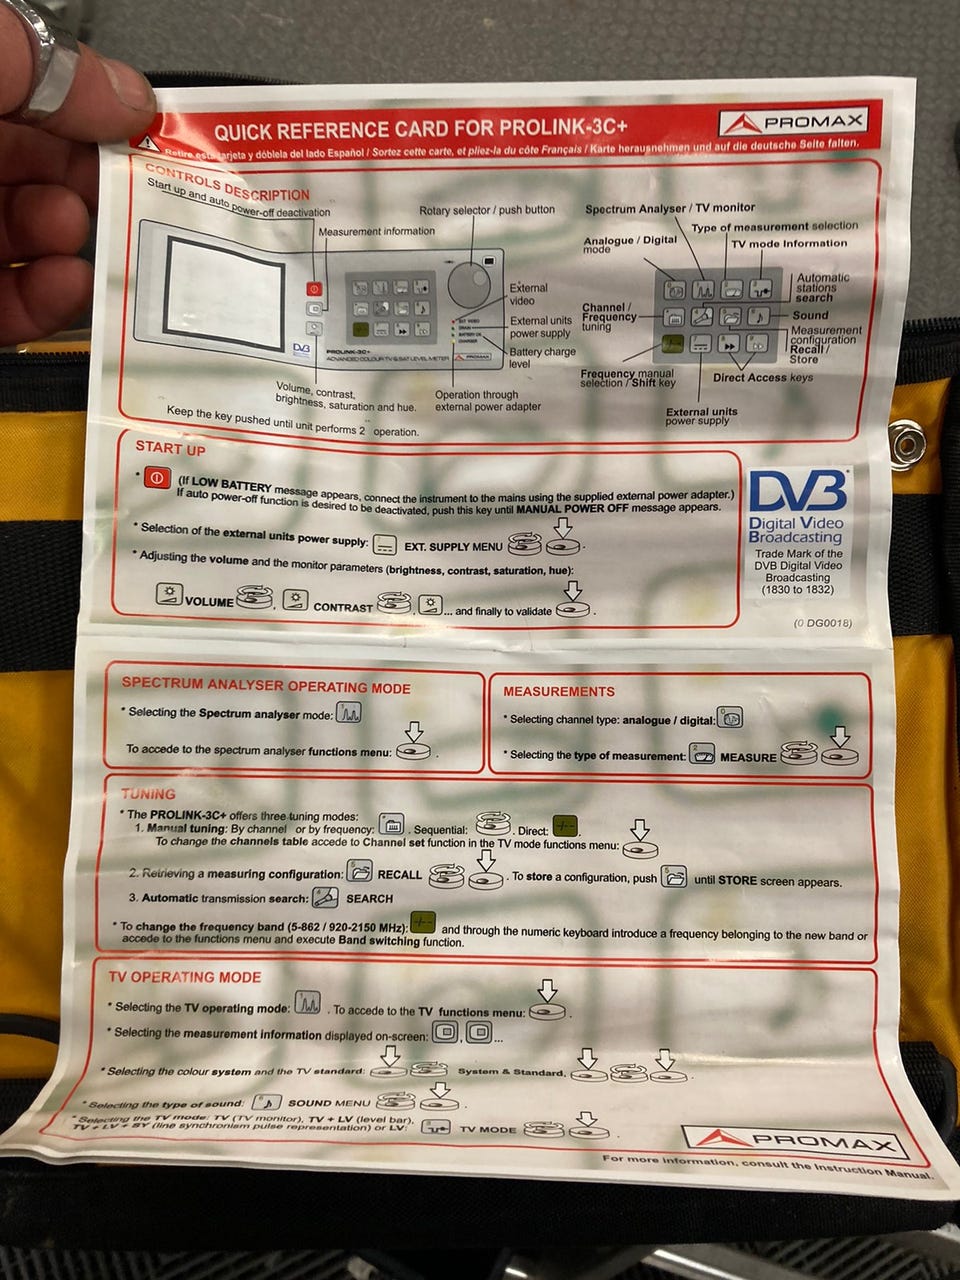 QUICK REFERENCE CARD FOR PROLINK-3C+
PROMAX
Retire esta tarjeta y dóblela del lado Español / Sortez cette carte, et pliez-la du côte Français / Karte herausnehmen und auf die deutsche Seite falten.
CONTROLS DESCRIPTION
Start up and auto power-off deactivation
Measurement information
Rotary selector / push button
External video
External units power supply
Battery charge level
Operation through external power adapter
Volume, contrast, brightness, saturation and hue.
Keep the key pushed until unit performs 2 operation.
EXT VIDEO
DRAIN
BATTERY OK
CHARGER
DVB
PROLINK-3C+
ADVANCED COLOUR TV & SAT LEVEL METER
PROMAX
Spectrum Analyser / TV monitor
Type of measurement selection
Analogue / Digital mode
TV mode Information
Automatic stations search
Channel / Frequency tuning
Sound
Measurement configuration Recall / Store
Frequency manual selection / Shift key
Direct Access keys
External units power supply
START UP
* (If LOW BATTERY message appears, connect the instrument to the mains using the supplied external power adapter.)
If auto power-off function is desired to be deactivated, push this key until MANUAL POWER OFF message appears.
* Selection of the external units power supply: EXT. SUPPLY MENU .
* Adjusting the volume and the monitor parameters (brightness, contrast, saturation, hue):
VOLUME , CONTRAST , ... and finally to validate .
DVB
Digital Video
Broadcasting
Trade Mark of the
DVB Digital Video
Broadcasting
(1830 to 1832)
(0 DG0018)
SPECTRUM ANALYSER OPERATING MODE
* Selecting the Spectrum analyser mode:
To accede to the spectrum analyser functions menu: .
MEASUREMENTS
* Selecting channel type: analogue / digital:
* Selecting the type of measurement: MEASURE
TUNING
* The PROLINK-3C+ offers three tuning modes:
1. Manual tuning: By channel or by frequency: . Sequential: . Direct: .
To change the channels table accede to Channel set function in the TV mode functions menu:
2. Retrieving a measuring configuration: RECALL . To store a configuration, push until STORE screen appears.
3. Automatic transmission search: SEARCH
* To change the frequency band (5-862 / 920-2150 MHz): and through the numeric keyboard introduce a frequency belonging to the new band or
accede to the functions menu and execute Band switching function.
TV OPERATING MODE
* Selecting the TV operating mode: . To accede to the TV functions menu: .
* Selecting the measurement information displayed on-screen: , ...
* Selecting the colour system and the TV standard: System & Standard, .
* Selecting the type of sound: SOUND MENU .
* Selecting the TV mode: TV (TV monitor), TV + LV (level bar),
TV + LV + SY (line synchronism pulse representation) or LV: TV MODE .
PROMAX
For more information, consult the Instruction Manual.